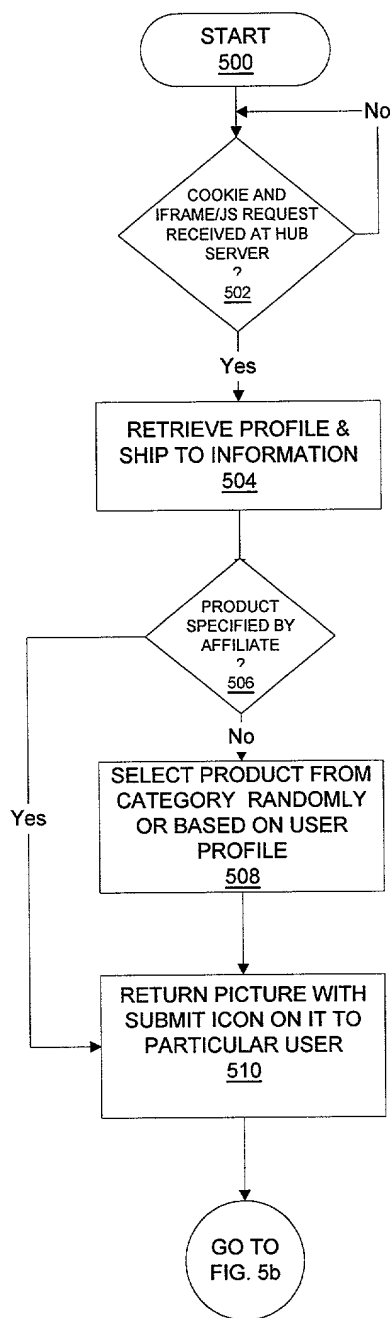 START
500
No
COOKIE AND
IFRAME/JS REQUEST
RECEIVED AT HUB
SERVER
?
502
Yes
RETRIEVE PROFILE &
SHIP TO INFORMATION
504
PRODUCT
SPECIFIED BY
AFFILIATE
?
506
No
Yes
SELECT PRODUCT FROM
CATEGORY RANDOMLY
OR BASED ON USER
PROFILE
508
RETURN PICTURE WITH
SUBMIT ICON ON IT TO
PARTICULAR USER
510
GO TO
FIG. 5b